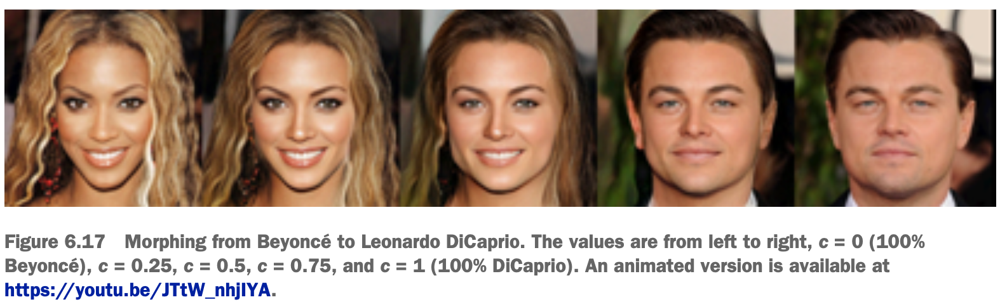 Figure 6.17 Morphing from Beyoncé to Leonardo DiCaprio. The values are from left to right, c = 0 (100%
Beyoncé), c = 0.25, c = 0.5, c = 0.75, and c = 1 (100% DiCaprio). An animated version is available at
https://youtu.be/JTtW_nhjIYA.